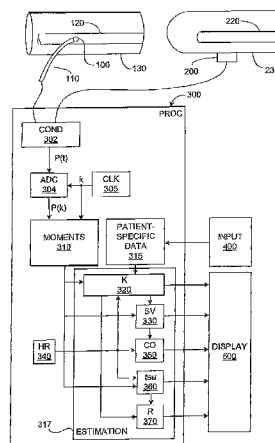 120
100
220
110
130
200
23
300
PROC
COND
302
P(t)
ADC
304
k
CLK
305
P(k)
MOMENTS
310
PATIENT-
SPECIFIC
DATA
315
INPUT
400
K
320
SV
330
HR
340
CO
350
tsu
360
R
370
DISPLAY
500
317
ESTIMATION